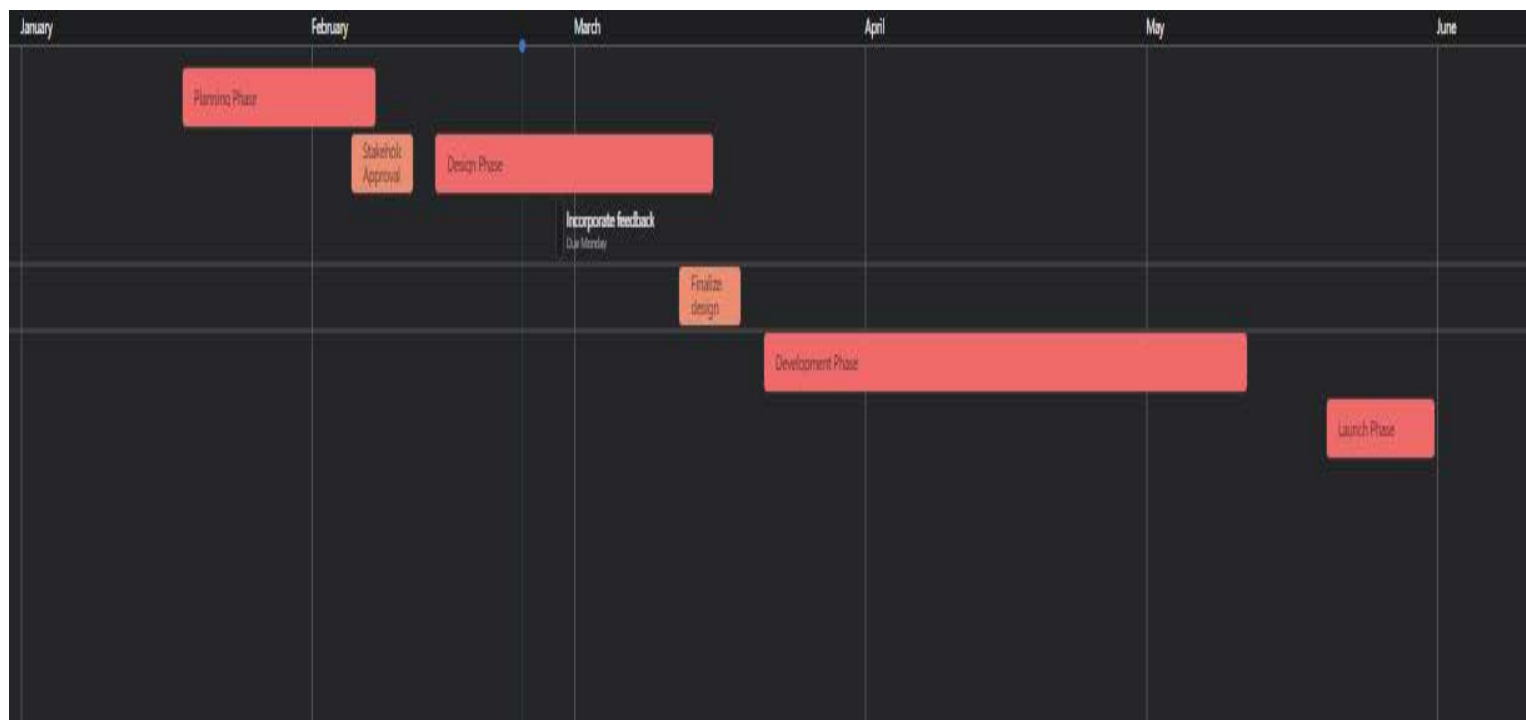 January February March April May June
Planning Phase
Stakehol
Approval
Design Phase
Incorporate feedback
Due Monday
Finalize
design
Development Phase
Launch Phase